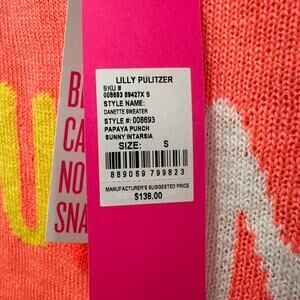 LILLY PULITZER
SKU #
008693 89427X S
STYLE NAME:
DANETTE SWEATER
STYLE #: 008693
PAPAYA PUNCH
SUNNY INTARSIA
SIZE: S
889069 799823
MANUFACTURER'S SUGGESTED PRICE
$138.00
BE
CA
NO
SNA